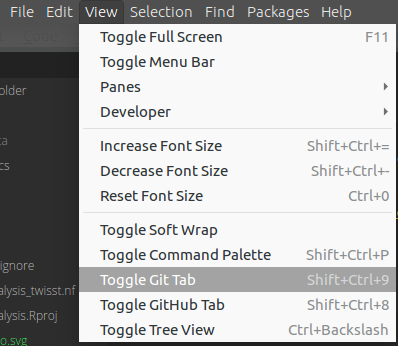 File Edit View Selection Find Packages Help
Toggle Full Screen F11
Toggle Menu Bar
Panes
older
Developer
ta
Increase Font Size Shift+Ctrl+=
cs
Decrease Font Size Shift+Ctrl+-
Reset Font Size Ctrl+0
Toggle Soft Wrap
Toggle Command Palette Shift+Ctrl+P
ignore
Toggle Git Tab Shift+Ctrl+9
alysis_twisst.nf
Toggle GitHub Tab Shift+Ctrl+8
alysis.Rproj
Toggle Tree View Ctrl+Backslash
o.svg